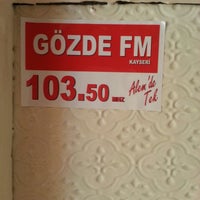 GÖZDE FM
KAYSERİ
103.50 MHZ
Alem'de
Tek